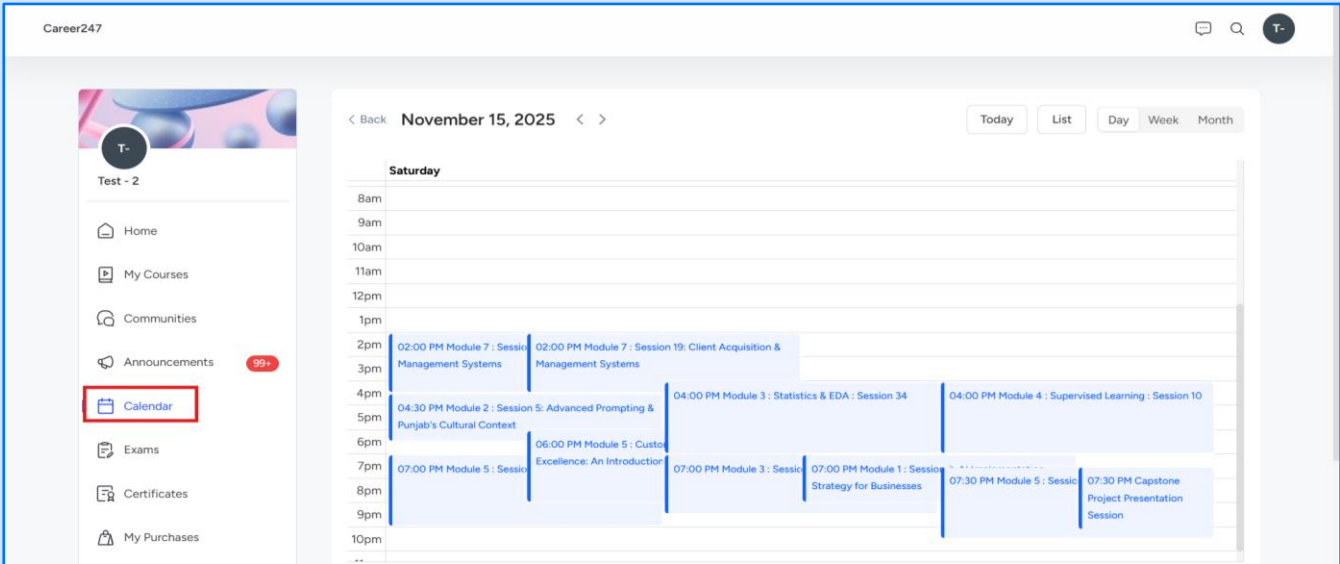 Career247
T-
T-
Test - 2
Home
My Courses
Communities
Announcements 99+
Calendar
Exams
Certificates
My Purchases
Back November 15, 2025
Today List Day Week Month
Saturday
8am
9am
10am
11am
12pm
1pm
2pm
3pm
4pm
5pm
6pm
7pm
8pm
9pm
10pm
02:00 PM Module 7 : Sessio
Management Systems
02:00 PM Module 7 : Session 19: Client Acquisition &
Management Systems
04:00 PM Module 3 : Statistics & EDA : Session 34
04:00 PM Module 4 : Supervised Learning : Session 10
04:30 PM Module 2 : Session 5: Advanced Prompting &
Punjab's Cultural Context
06:00 PM Module 5 : Custo
Excellence: An Introduction
07:00 PM Module 5 : Sessio
07:00 PM Module 3 : Sessio
07:00 PM Module 1 : Session
Strategy for Businesses
07:30 PM Module 5 : Sessio
07:30 PM Capstone
Project Presentation
Session